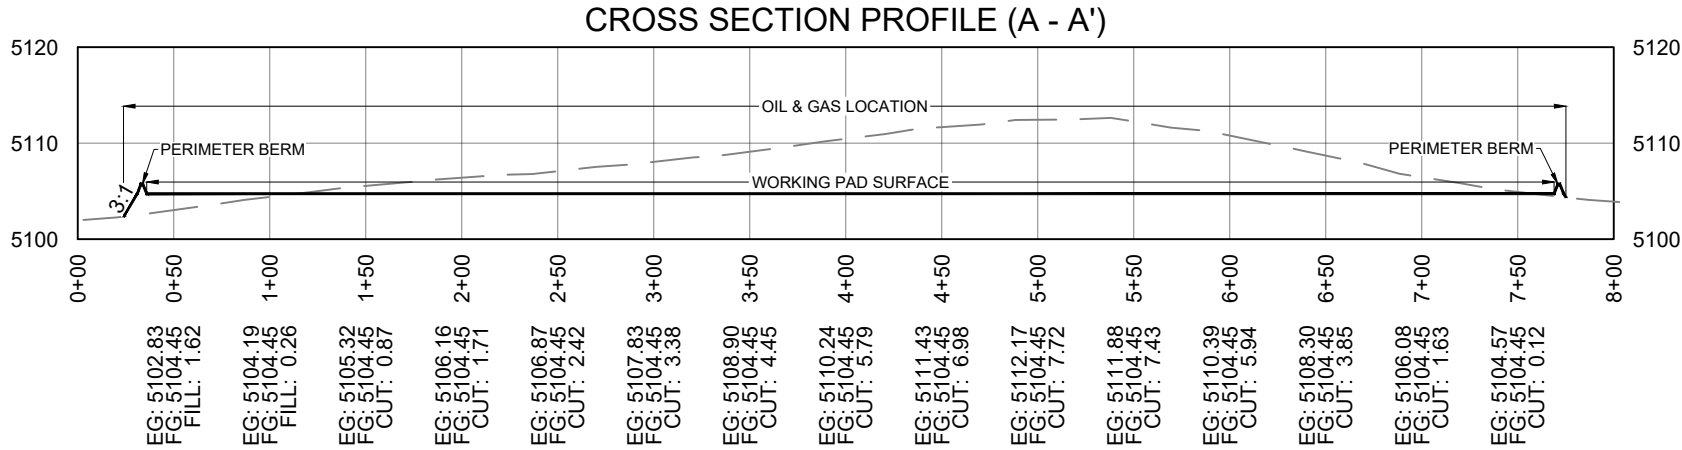 CROSS SECTION PROFILE (A - A')
5120
5120
OIL & GAS LOCATION
5110
5110
PERIMETER BERM
PERIMETER BERM
WORKING PAD SURFACE
3:1
5100
5100
0+00
0+50
1+00
1+50
2+00
2+50
3+00
3+50
4+00
4+50
5+00
5+50
6+00
6+50
7+00
7+50
8+00
EG: 5102.83
FG: 5104.45
FILL: 1.62
EG: 5104.19
FG: 5104.45
FILL: 0.26
EG: 5105.32
FG: 5104.45
CUT: 0.87
EG: 5106.16
FG: 5104.45
CUT: 1.71
EG: 5106.87
FG: 5104.45
CUT: 2.42
EG: 5107.83
FG: 5104.45
CUT: 3.38
EG: 5108.90
FG: 5104.45
CUT: 4.45
EG: 5110.24
FG: 5104.45
CUT: 5.79
EG: 5111.43
FG: 5104.45
CUT: 6.98
EG: 5112.17
FG: 5104.45
CUT: 7.72
EG: 5111.88
FG: 5104.45
CUT: 7.43
EG: 5110.39
FG: 5104.45
CUT: 5.94
EG: 5108.30
FG: 5104.45
CUT: 3.85
EG: 5106.08
FG: 5104.45
CUT: 1.63
EG: 5104.57
FG: 5104.45
CUT: 0.12